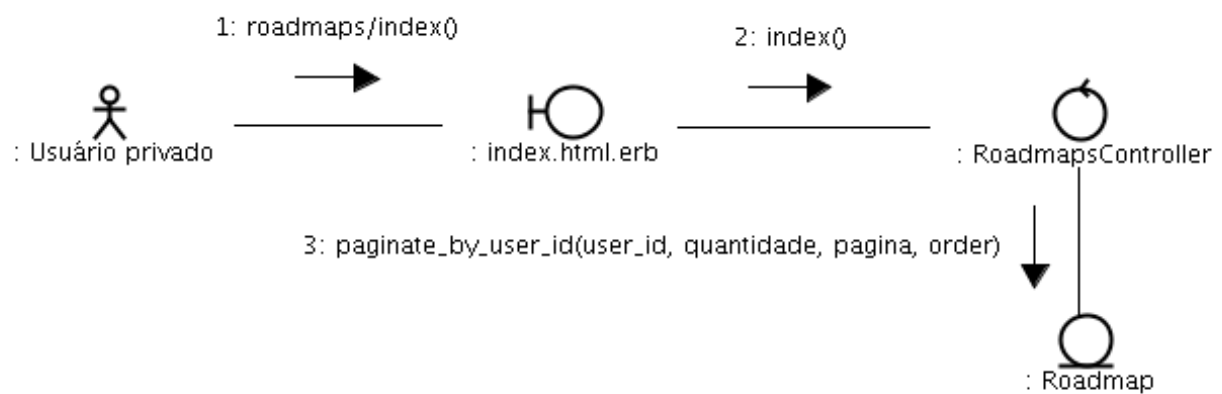 1: roadmaps/index()
2: index()
: Usuário privado
: index.html.erb
: RoadmapsController
3: paginate_by_user_id(user_id, quantidade, pagina, order)
: Roadmap